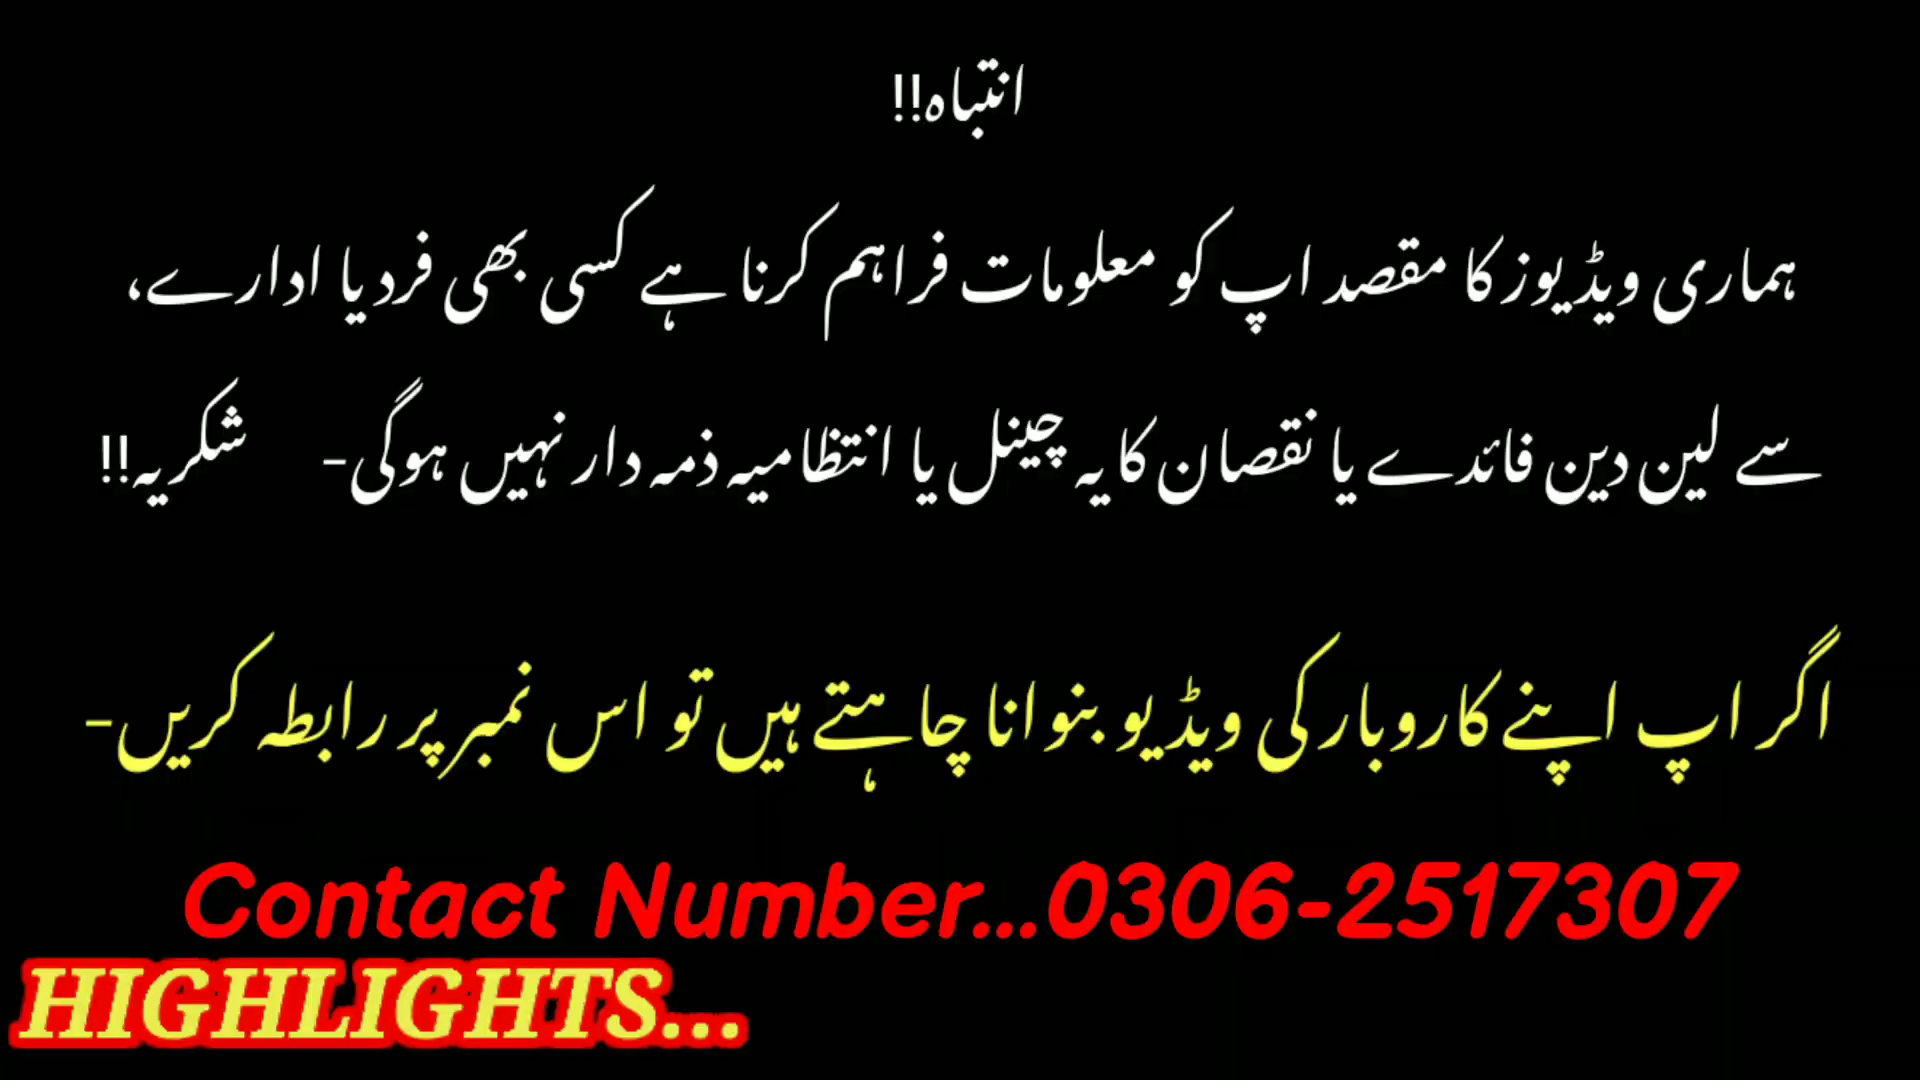 انتباہ!!
ہماری ویڈیوز کا مقصد اپ کو معلومات فراہم کرنا ہے کسی بھی فرد یا ادارے،
سے لین دین فائدے یا نقصان کا یہ چینل یا انتظامیہ ذمہ دار نہیں ہوگی- شکریہ!!
اگر اپ اپنے کاروبار کی ویڈیو بنوانا چاہتے ہیں تو اس نمبر پر رابطہ کریں-
Contact Number...0306-2517307
HIGHLIGHTS...